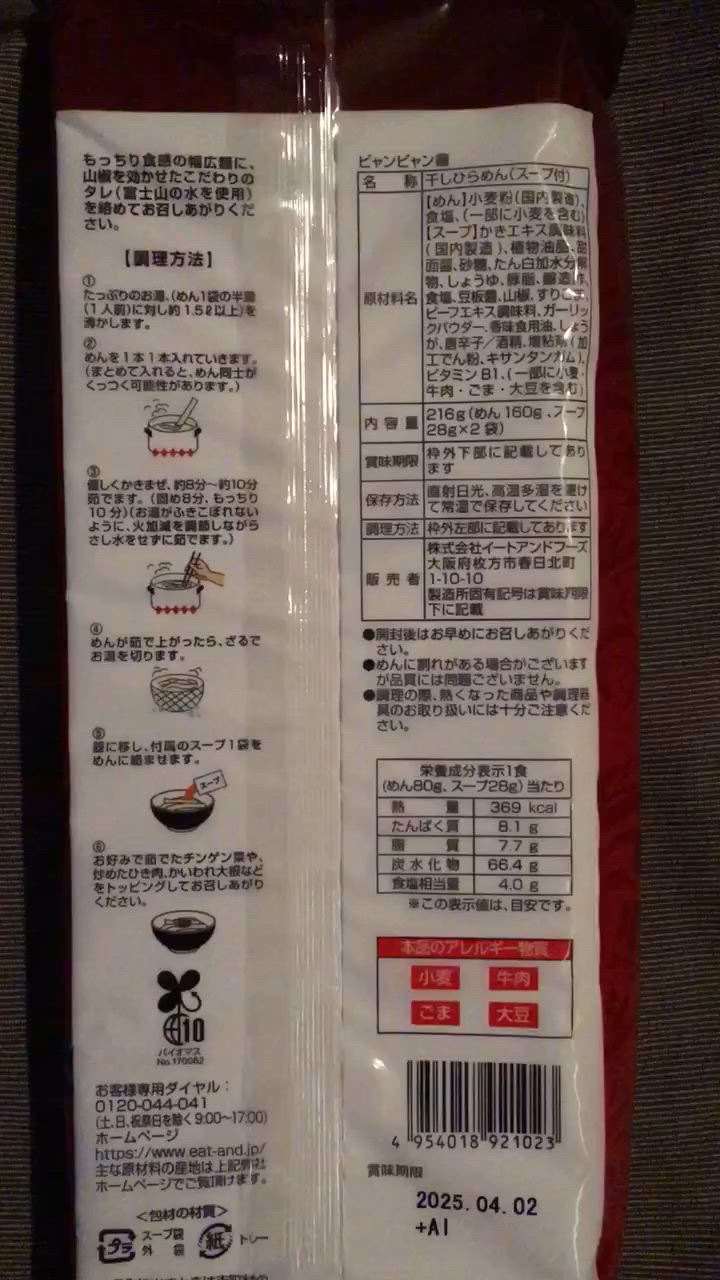 もっちり食感の幅広麺に、
山椒を効かせたこだわりの
タレ(富士山の水を使用)
を絡めてお召しあがりくだ
さい。
【調理方法】
①
たっぷりのお湯、(めん1袋の半量
(1人前)に対し約1.5ℓ以上)を
沸かします。
②
めんを1本1本入れていきます。
(まとめて入れると、めん同士が
くっつく可能性があります。)
③
優しくかきまぜ、約8分〜約10分
茹でます。(固め8分、もっちり
10分)(お湯がふきこぼれない
ように、火加減を調節しながら
さし水をせずに茹でます。)
④
めんが茹で上がったら、ざるで
お湯を切ります。
⑤
器に移し、付属のスープ1袋を
めんに絡ませます。
スープ
⑥
お好みで茹でたチンゲン菜や、
炒めたひき肉、かいわれ大根など
をトッピングしてお召しあがり
ください。
10
バイオマス
No.170062
お客様専用ダイヤル:
0120-044-041
(土、日、祝祭日を除く9:00〜17:00)
ホームページ
https://www.eat-and.jp/
主な原材料の産地は上記弊社
ホームページでご覧頂けます。
<包材の材質>
プラ スープ袋 外袋
紙 トレー
ビャンビャン麺
名称 干しひらめん(スープ付)
原材料名 【めん】小麦粉(国内製造)、
食塩、(一部に小麦を含む)
【スープ】かきエキス調味料
(国内製造)、植物油脂、甜
面醤、砂糖、たん白加水分解
物、しょうゆ、豚脂、醸造酢、
食塩、豆板醤、山椒、すりごま、
ビーフエキス調味料、ガーリッ
クパウダー、香味食用油、しょう
が、唐辛子/酒精、増粘剤(加
工でん粉、キサンタンガム)、
ビタミンB1、(一部に小麦・
牛肉・ごま・大豆を含む)
内容量 216g(めん160g、スープ
28g×2袋)
賞味期限 枠外下部に記載してあり
ます
保存方法 直射日光、高温多湿を避け
て常温で保存してください
調理方法 枠外左部に記載してあります
販売者 株式会社イートアンドフーズ
大阪府枚方市春日北町
1-10-10
製造所固有記号は賞味期限
下に記載
●開封後はお早めにお召しあがりくだ
さい。
●めんに割れがある場合がございます
が品質には問題ございません。
●調理の際、熱くなった商品や調理器
具のお取り扱いには十分ご注意くだ
さい。
栄養成分表示1食
(めん80g、スープ28g)当たり
熱量 369 kcal
たんぱく質 8.1 g
脂質 7.7 g
炭水化物 66.4 g
食塩相当量 4.0 g
※この表示値は、目安です。
本品のアレルギー物質
小麦 牛肉
ごま 大豆
4 954018 921023
賞味期限
2025.04.02
+AI